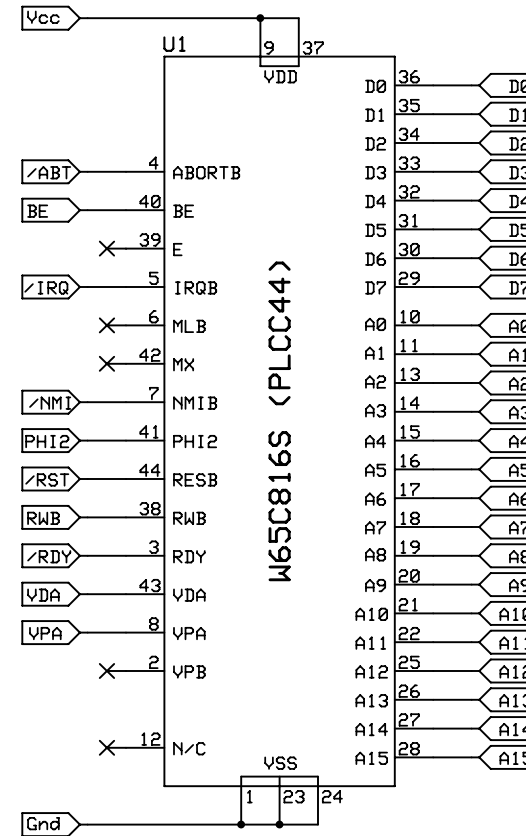 Vcc
U1
9 37
VDD
D0 36 D0
D1 35 D1
D2 34 D2
/ABT 4 ABORTB D3 33 D3
BE 40 BE D4 32 D4
39 E D5 31 D5
D6 30 D6
/IRQ 5 IRQB D7 29 D7
6 MLB A0 10 A0
42 MX A1 11 A1
A2 13 A2
/NMI 7 NMIB A3 14 A3
PHI2 41 PHI2 A4 15 A4
/RST 44 RESB A5 16 A5
RWB 38 RWB A6 17 A6
A7 18 A7
/RDY 3 RDY A8 19 A8
VDA 43 VDA A9 20 A9
A10 21 A10
VPA 8 VPA A11 22 A11
2 VPB A12 25 A12
A13 26 A13
A14 27 A14
12 N/C A15 28 A15
W65C816S (PLCC44)
VSS
1 23 24
Gnd